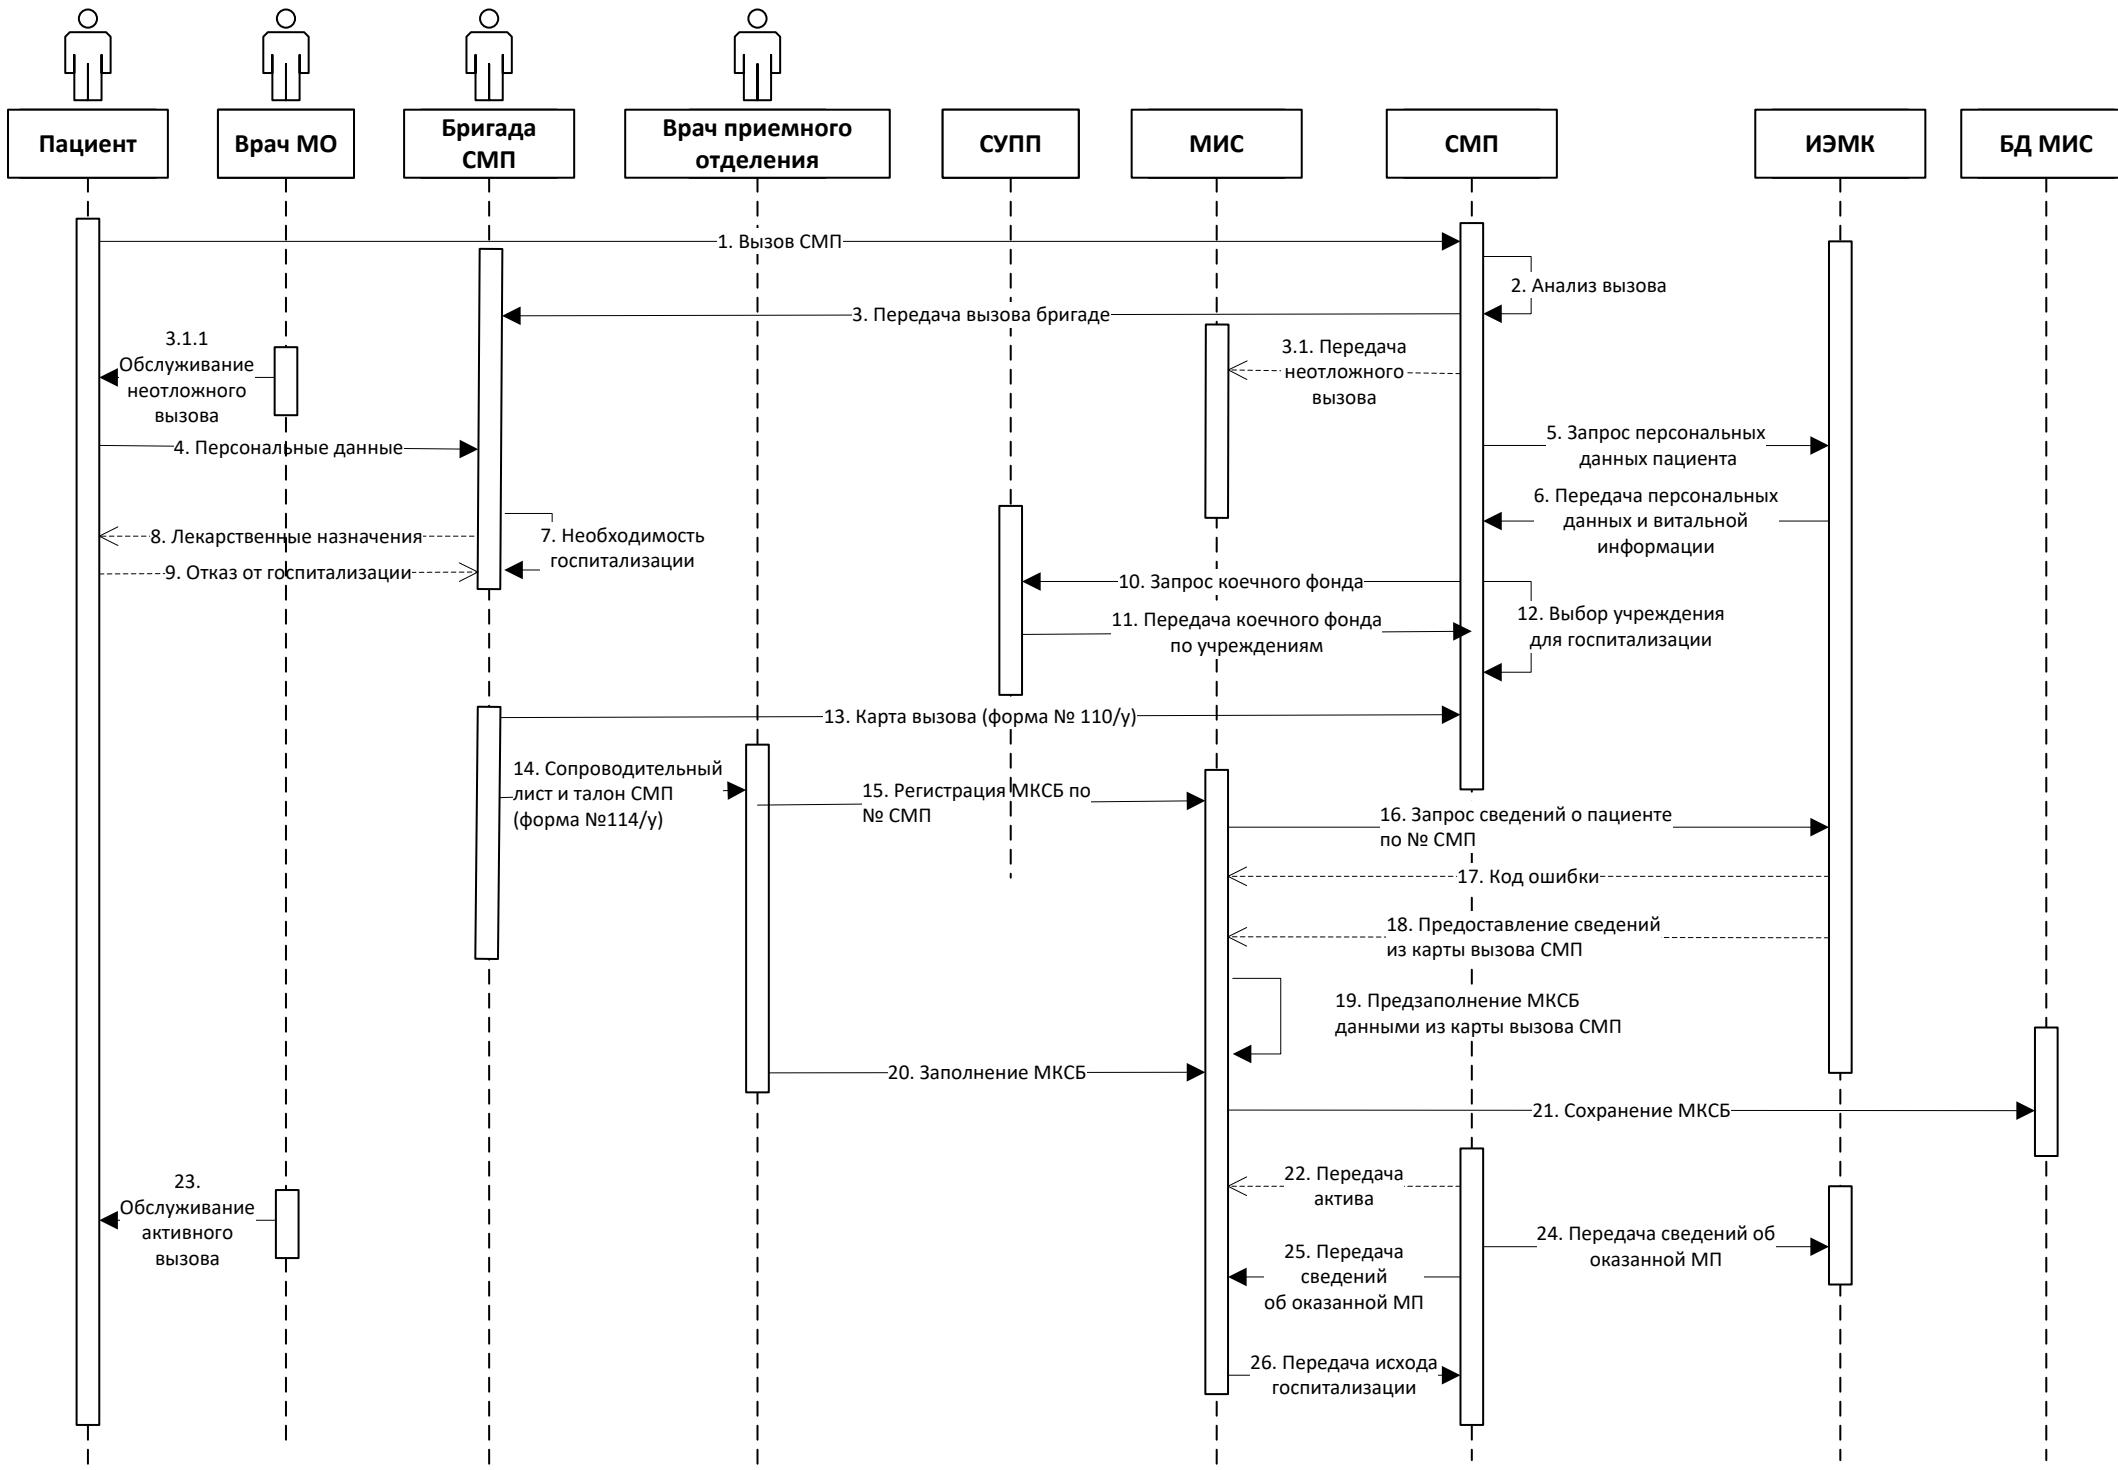 Пациент
Врач МО
Бригада
СМП
Врач приемного
отделения
СУПП
МИС
СМП
ИЭМК
БД МИС
1. Вызов СМП
2. Анализ вызова
3. Передача вызова бригаде
3.1.1
Обслуживание
неотложного
вызова
3.1. Передача
неотложного
вызова
4. Персональные данные
5. Запрос персональных
данных пациента
6. Передача персональных
данных и витальной
информации
7. Необходимость
госпитализации
8. Лекарственные назначения
9. Отказ от госпитализации
10. Запрос коечного фонда
11. Передача коечного фонда
по учреждениям
12. Выбор учреждения
для госпитализации
13. Карта вызова (форма № 110/у)
14. Сопроводительный
лист и талон СМП
(форма №114/у)
15. Регистрация МКСБ по
№ СМП
16. Запрос сведений о пациенте
по № СМП
17. Код ошибки
18. Предоставление сведений
из карты вызова СМП
19. Предзаполнение МКСБ
данными из карты вызова СМП
20. Заполнение МКСБ
21. Сохранение МКСБ
22. Передача
актива
23.
Обслуживание
активного
вызова
24. Передача сведений об
оказанной МП
25. Передача
сведений
об оказанной МП
26. Передача исхода
госпитализации